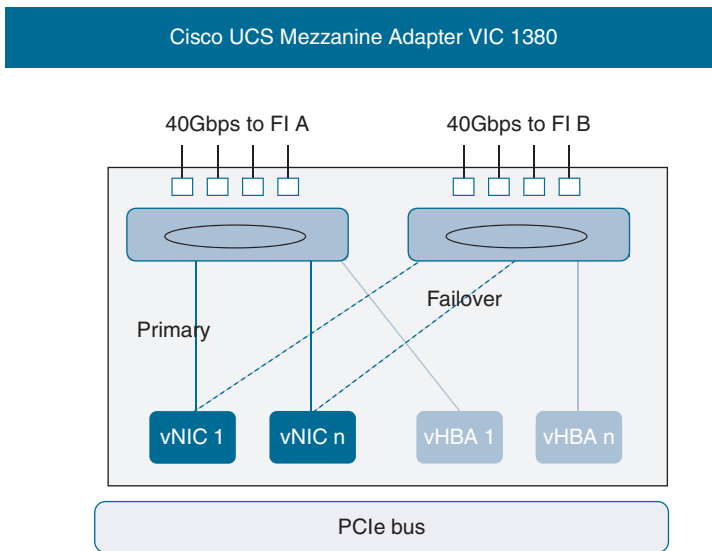 Cisco UCS Mezzanine Adapter VIC 1380
40Gbps to FI A
40Gbps to FI B
Failover
Primary
vNIC 1
vNIC n
vHBA 1
vHBA n
PCIe bus